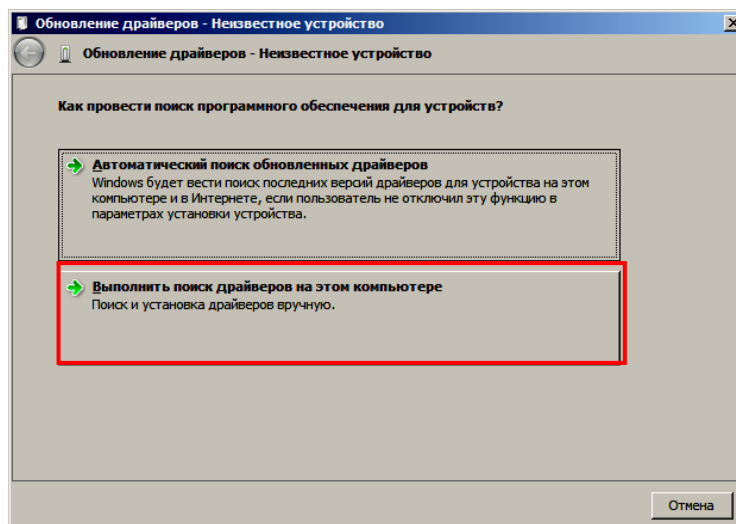 Обновление драйверов - Неизвестное устройство
Обновление драйверов - Неизвестное устройство
Как провести поиск программного обеспечения для устройств?
Автоматический поиск обновленных драйверов
Windows будет вести поиск последних версий драйверов для устройства на этом
компьютере и в Интернете, если пользователь не отключил эту функцию в
параметрах установки устройства.
Выполнить поиск драйверов на этом компьютере
Поиск и установка драйверов вручную.
Отмена